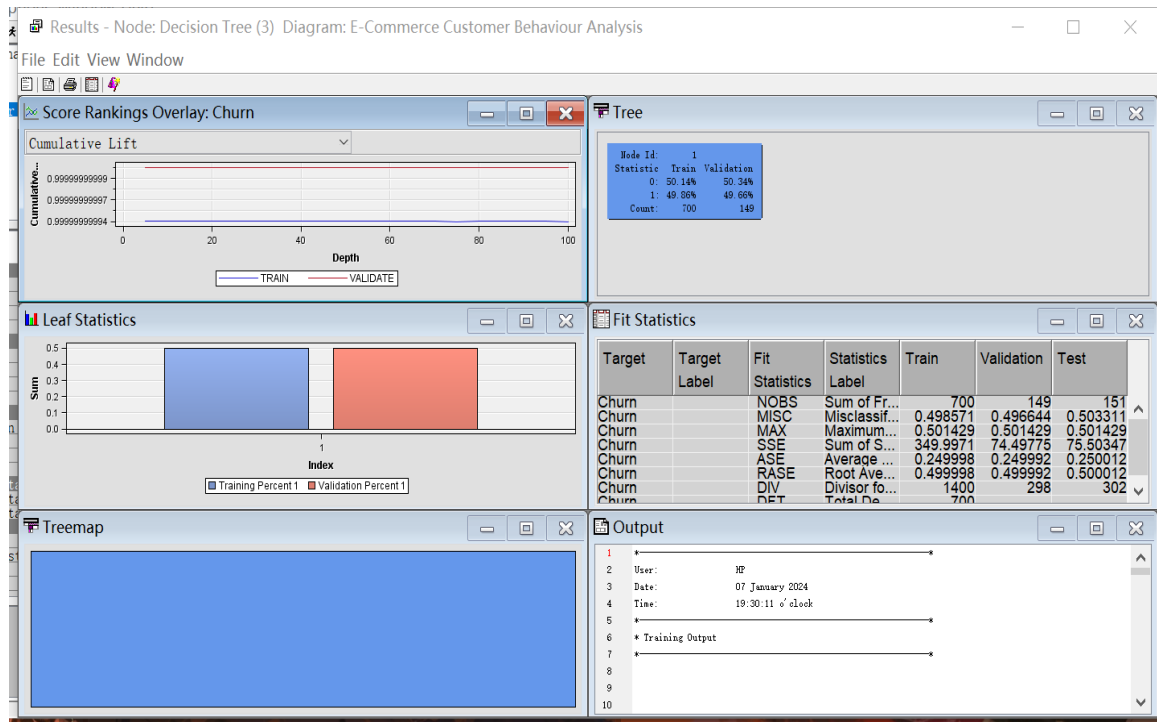 Results - Node: Decision Tree (3) Diagram: E-Commerce Customer Behaviour Analysis
File Edit View Window
Score Rankings Overlay: Churn
Cumulative Lift
Cumulative...
0.99999999999
0.99999999997
0.99999999994
0 20 40 60 80 100
Depth
TRAIN VALIDATE
Tree
Node Id: 1
Statistic Train Validation
0: 50.14% 50.34%
1: 49.86% 49.66%
Count: 700 149
Leaf Statistics
Sum
0.5
0.4
0.3
0.2
0.1
0.0
1
Index
Training Percent 1 Validation Percent 1
Fit Statistics
Target Target Label Fit Statistics Statistics Label Train Validation Test
Churn NOBS Sum of Fr... 700 149 151
Churn MISC Misclassif... 0.498571 0.496644 0.503311
Churn MAX Maximum... 0.501429 0.501429 0.501429
Churn SSE Sum of S... 349.9971 74.49775 75.50347
Churn ASE Average ... 0.249998 0.249992 0.250012
Churn RASE Root Ave... 0.499998 0.499992 0.500012
Churn DIV Divisor fo... 1400 298 302
Churn DFT Total De... 700
Treemap
Output
1 *------------------------------------------------------------*
2 User: HP
3 Date: 07 January 2024
4 Time: 19:30:11 o'clock
5 *------------------------------------------------------------*
6 * Training Output
7 *------------------------------------------------------------*
8
9
10